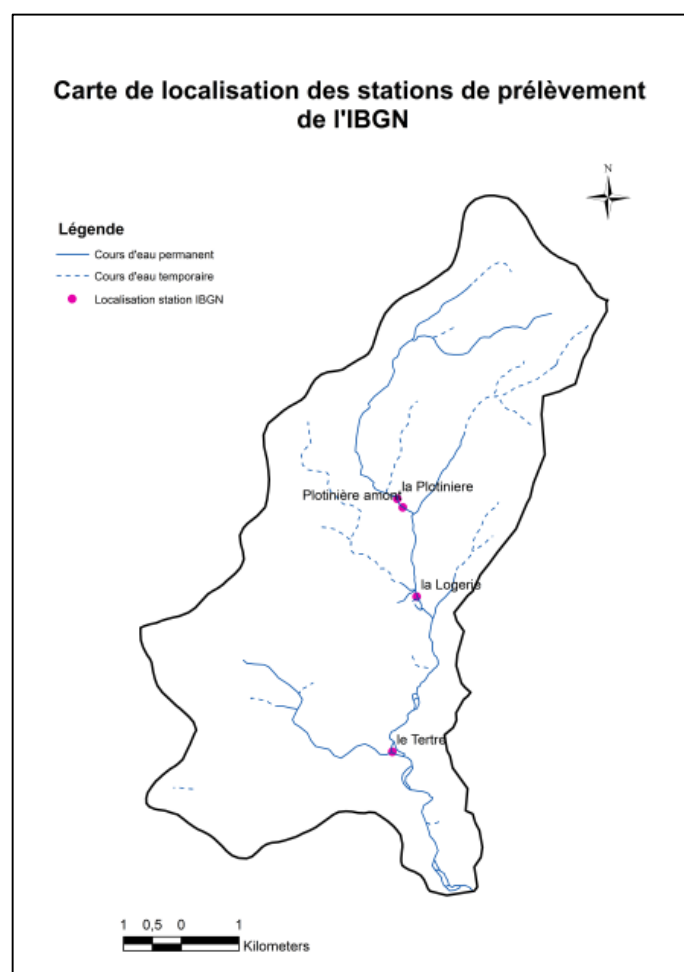 Carte de localisation des stations de prélèvement
de l'IBGN
N
Légende
Cours d'eau permanent
Cours d'eau temporaire
Localisation station IBGN
la Plotiniere
Plotinière amont
la Logerie
le Tertre
1 0,5 0 1
Kilometers